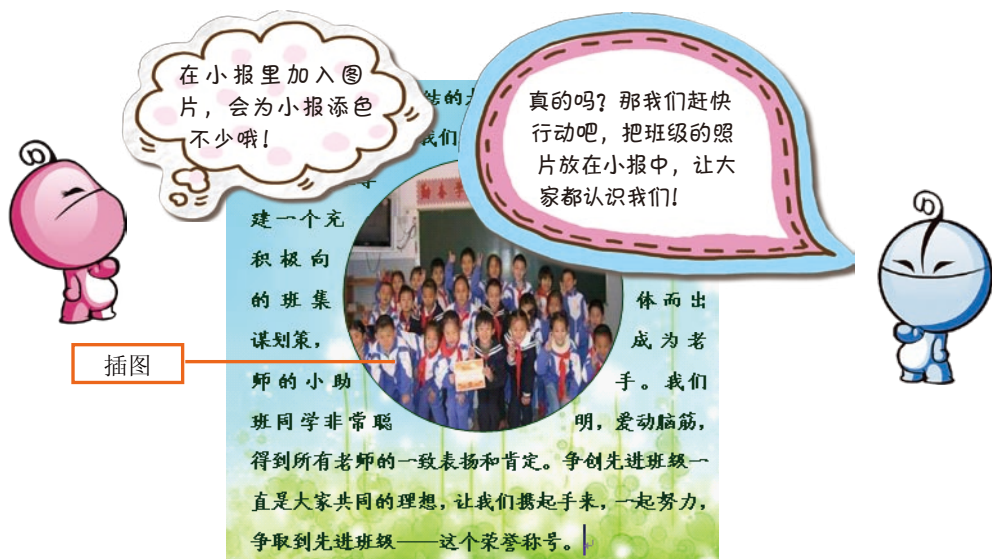 在小报里加入图
片，会为小报添色
不少哦！
真的吗？那我们赶快
行动吧，把班级的照
片放在小报中，让大
家都认识我们！
结的大
我们
建一个充
积极向
的班集 体而出
谋划策， 成为老
师的小助 手。我们
班同学非常聪 明，爱动脑筋，
得到所有老师的一致表扬和肯定。争创先进班级一
直是大家共同的理想，让我们携起手来，一起努力，
争取到先进班级——这个荣誉称号。
插图